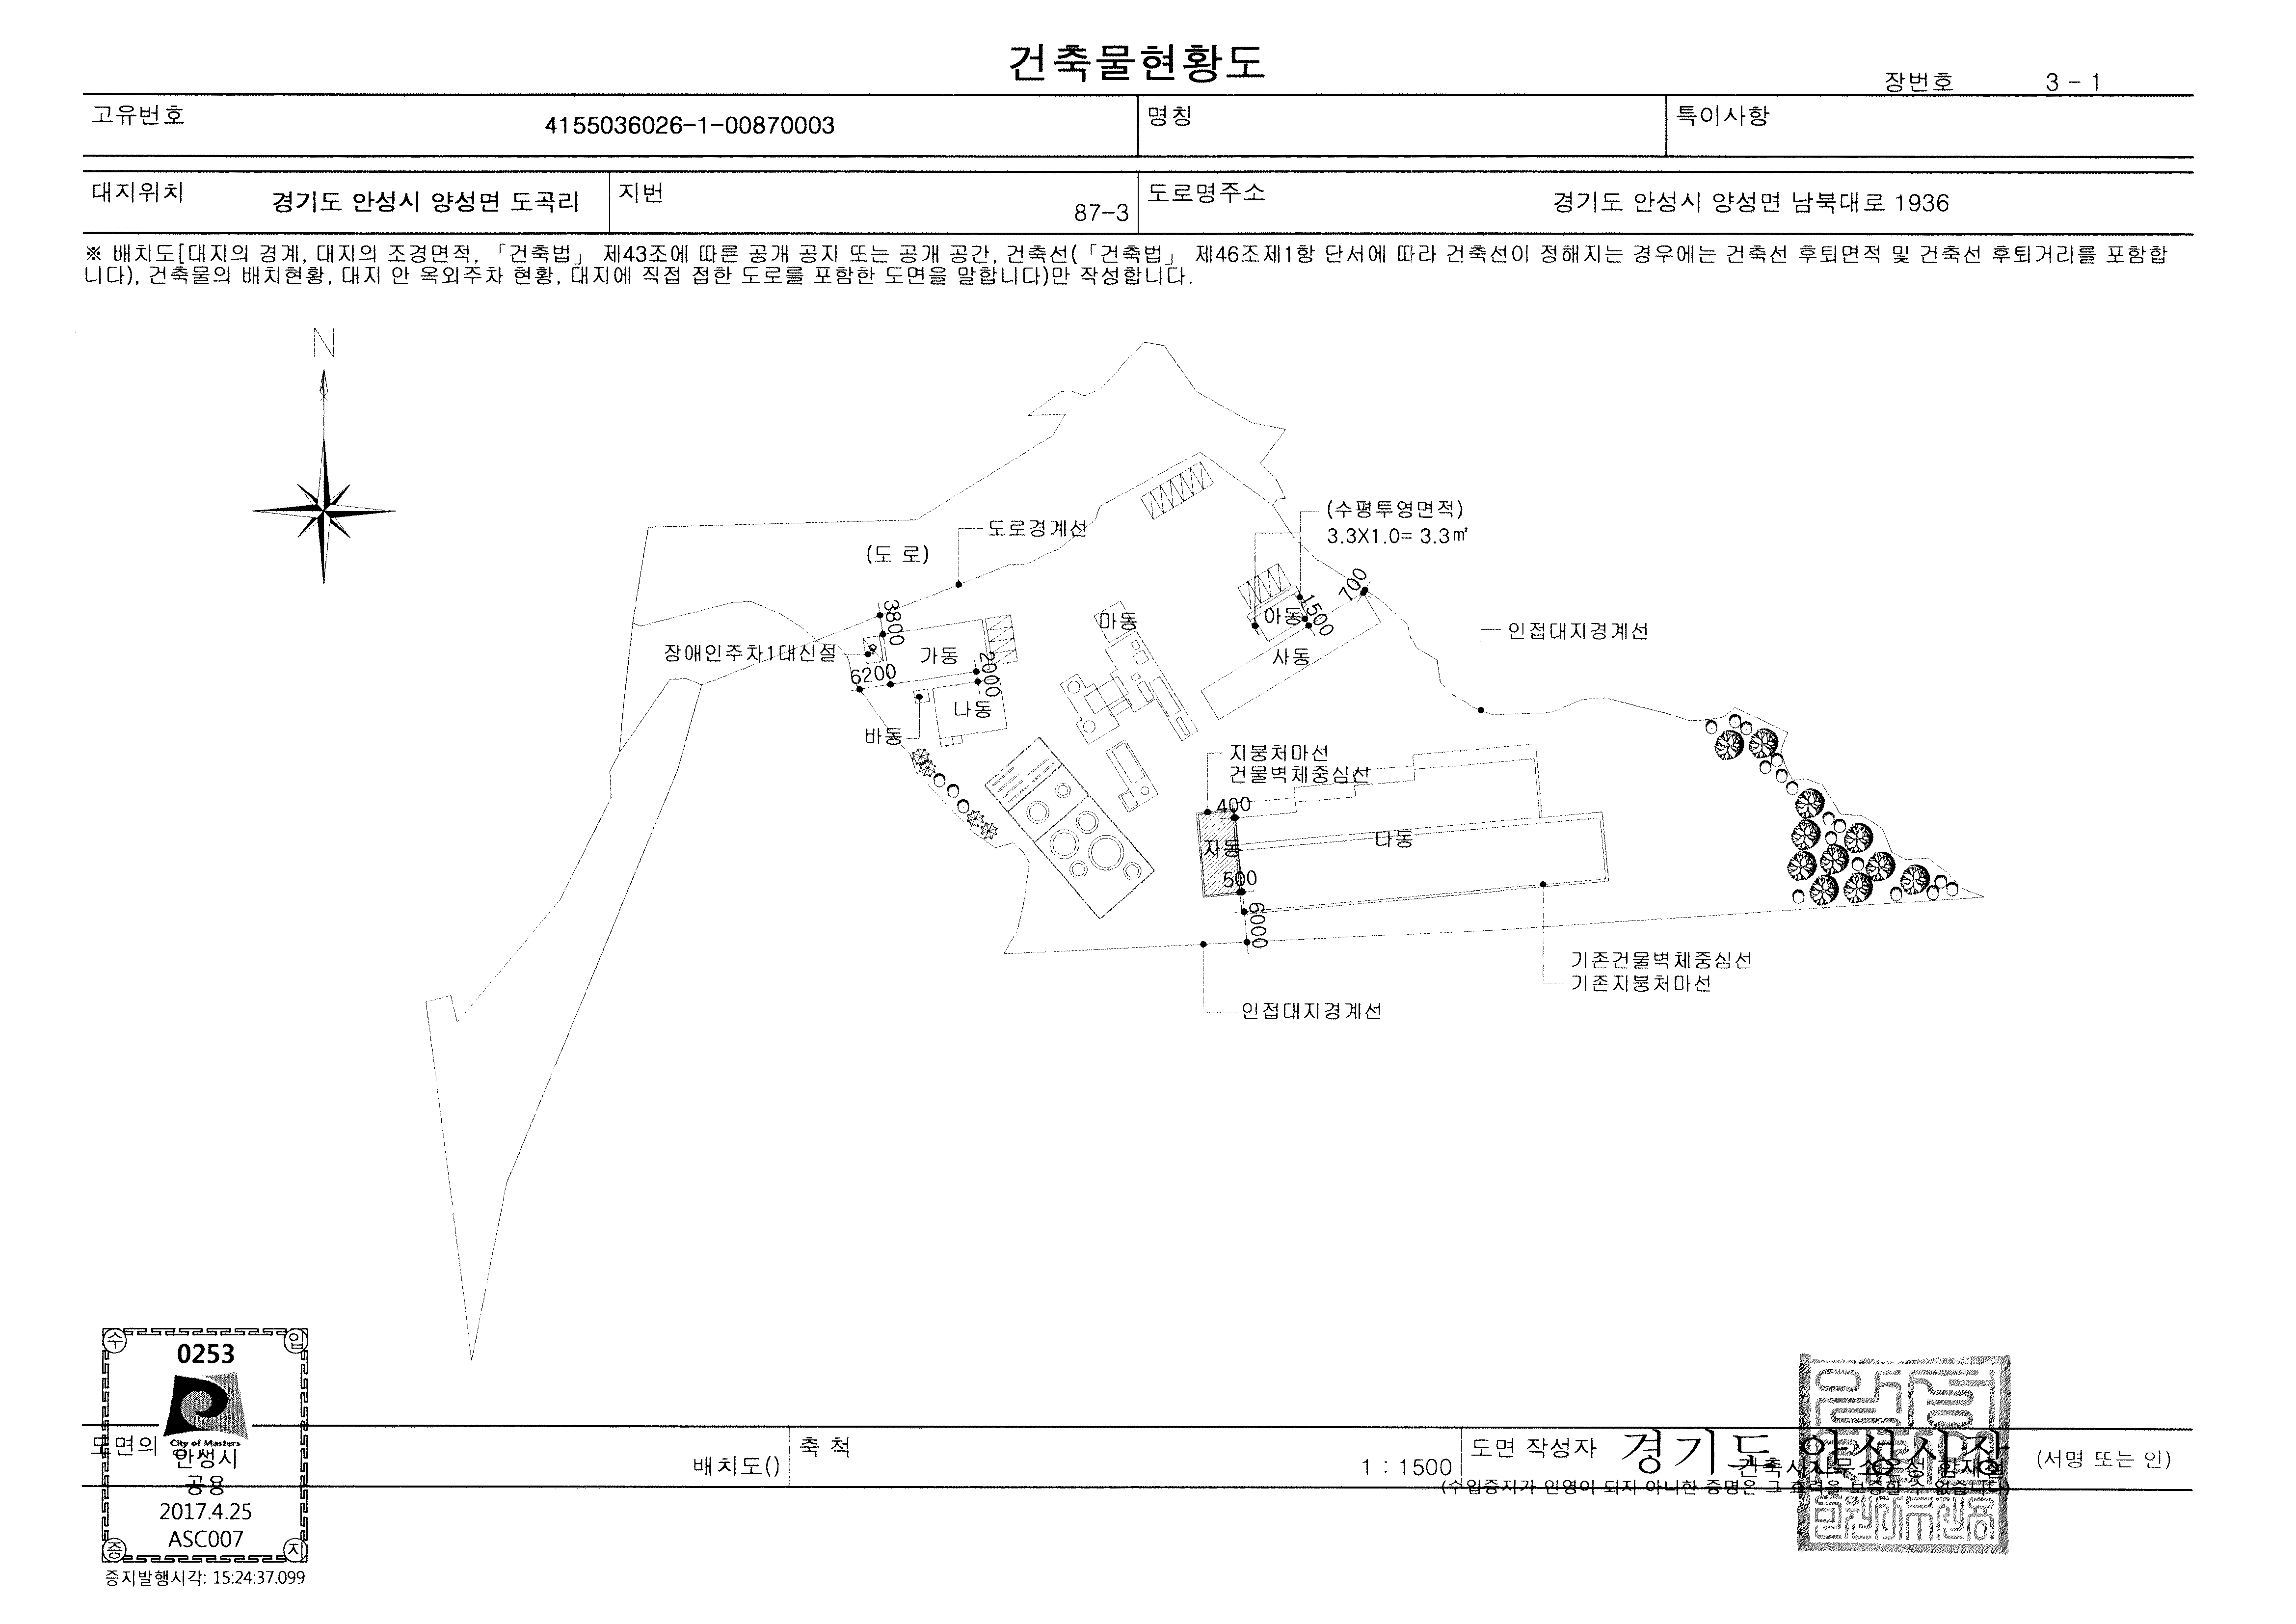 건축물현황도
장번호 3 - 1
고유번호 4155036026-1-00870003 명칭 특이사항
대지위치 경기도 안성시 양성면 도곡리 지번 87-3 도로명주소 경기도 안성시 양성면 남북대로 1936
※ 배치도[대지의 경계, 대지의 조경면적, 「건축법」 제43조에 따른 공개 공지 또는 공개 공간, 건축선(「건축법」 제46조제1항 단서에 따라 건축선이 정해지는 경우에는 건축선 후퇴면적 및 건축선 후퇴거리를 포함합
니다), 건축물의 배치현황, 대지 안 옥외주차 현황, 대지에 직접 접한 도로를 포함한 도면을 말합니다)만 작성합니다.
N
(수평투영면적)
3.3X1.0= 3.3㎡
도로경계선
(도 로)
700
3800
마동
아동
1500
인접대지경계선
장애인주차1대신설
가동
사동
6200
2000
나동
바동
지붕처마선
건물벽체중심선
400
자동
다동
500
6000
기존건물벽체중심선
기존지붕처마선
인접대지경계선
수 입
0253
City of Masters
안성시
공용
2017.4.25
ASC007
증 지
증지발행시각: 15:24:37.099
도면의
배치도()
축 척
1 : 1500
도면 작성자
경기도 안성시장
(서명 또는 인)
(수입증지가 인영이 되지 아니한 증명은 그 효력을 보증할 수 없습니다)